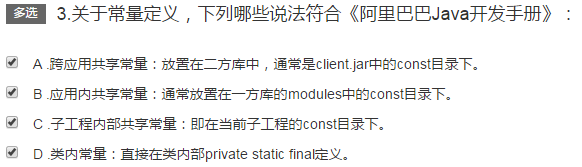 多选 3.关于常量定义，下列哪些说法符合《阿里巴巴Java开发手册》：
A .跨应用共享常量：放置在二方库中，通常是client.jar中的const目录下。
B .应用内共享常量：通常放置在一方库的modules中的const目录下。
C .子工程内部共享常量：即在当前子工程的const目录下。
D .类内常量：直接在类内部private static final定义。